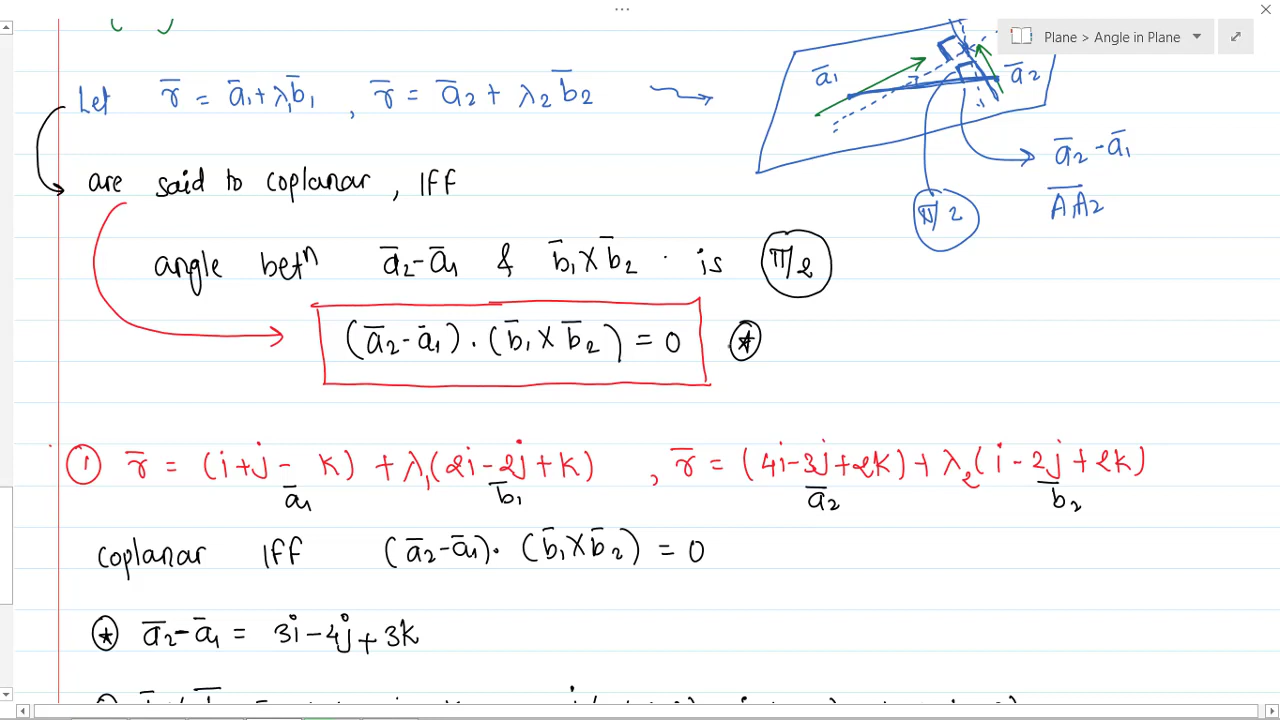 ...
Plane > Angle in Plane
Let r̄ = ā₁ + λ₁b̄₁ , r̄ = ā₂ + λ₂b̄₂
ā₁ ā₂
ā₂ - ā₁
π/2 AA₂
are said to coplanar , IFF
angle betⁿ ā₂-ā₁ & b̄₁×b̄₂ . is π/2
(ā₂-ā₁) . (b̄₁×b̄₂) = 0 ★
① r̄ = (i+j- k) + λ₁(2i-2j+k) , r̄ = (4i-3j+2k) + λ₂(i-2j+2k)
ā₁ b̄₁ ā₂ b̄₂
coplanar IFF (ā₂-ā₁). (b̄₁×b̄₂) = 0
★ ā₂-ā₁ = 3i-4j+3k